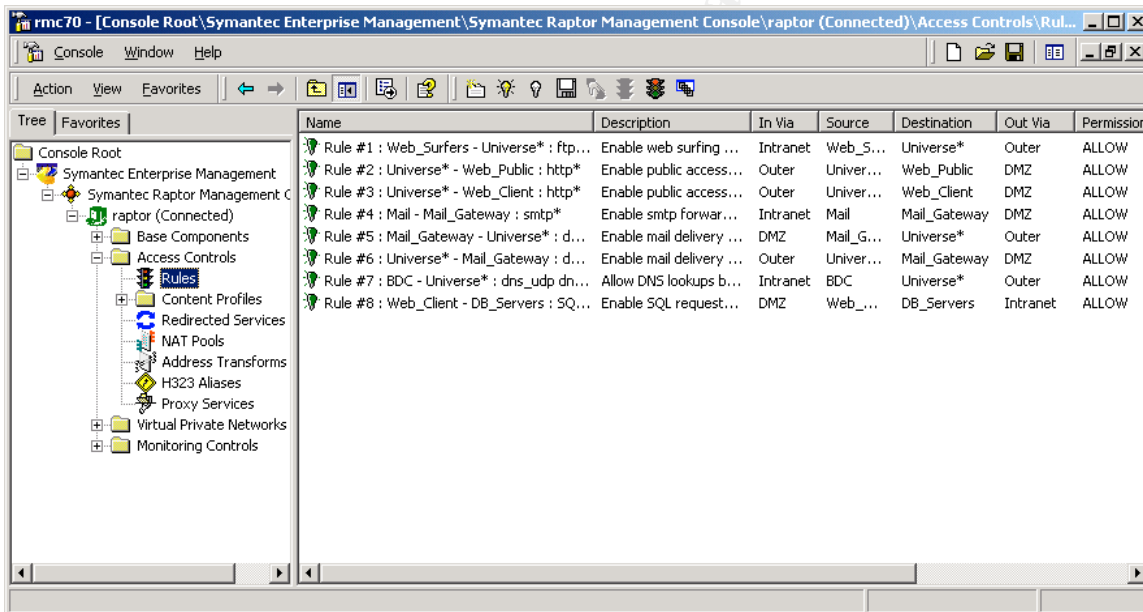 rmc70 - [Console Root\Symantec Enterprise Management\Symantec Raptor Management Console\raptor (Connected)\Access Controls\Rul...
Console Window Help
Action View Favorites
Tree Favorites
Console Root
Symantec Enterprise Management
Symantec Raptor Management C
raptor (Connected)
Base Components
Access Controls
Rules
Content Profiles
Redirected Services
NAT Pools
Address Transforms
H323 Aliases
Proxy Services
Virtual Private Networks
Monitoring Controls
Name Description In Via Source Destination Out Via Permission
Rule #1 : Web_Surfers - Universe* : ftp... Enable web surfing ... Intranet Web_S... Universe* Outer ALLOW
Rule #2 : Universe* - Web_Public : http* Enable public access... Outer Univer... Web_Public DMZ ALLOW
Rule #3 : Universe* - Web_Client : http* Enable public access... Outer Univer... Web_Client DMZ ALLOW
Rule #4 : Mail - Mail_Gateway : smtp* Enable smtp forwar... Intranet Mail Mail_Gateway DMZ ALLOW
Rule #5 : Mail_Gateway - Universe* : d... Enable mail delivery ... DMZ Mail_G... Universe* Outer ALLOW
Rule #6 : Universe* - Mail_Gateway : d... Enable mail delivery ... Outer Univer... Mail_Gateway DMZ ALLOW
Rule #7 : BDC - Universe* : dns_udp dn... Allow DNS lookups b... Intranet BDC Universe* Outer ALLOW
Rule #8 : Web_Client - DB_Servers : SQ... Enable SQL request... DMZ Web_... DB_Servers Intranet ALLOW